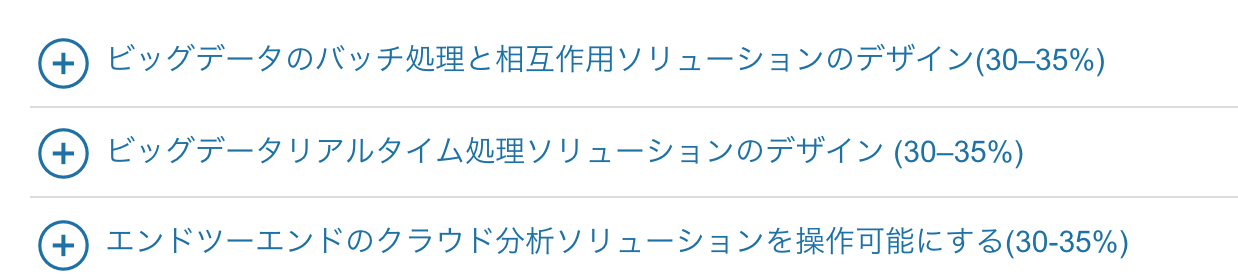 ビッグデータのバッチ処理と相互作用ソリューションのデザイン(30–35%)
ビッグデータリアルタイム処理ソリューションのデザイン (30–35%)
エンドツーエンドのクラウド分析ソリューションを操作可能にする(30-35%)